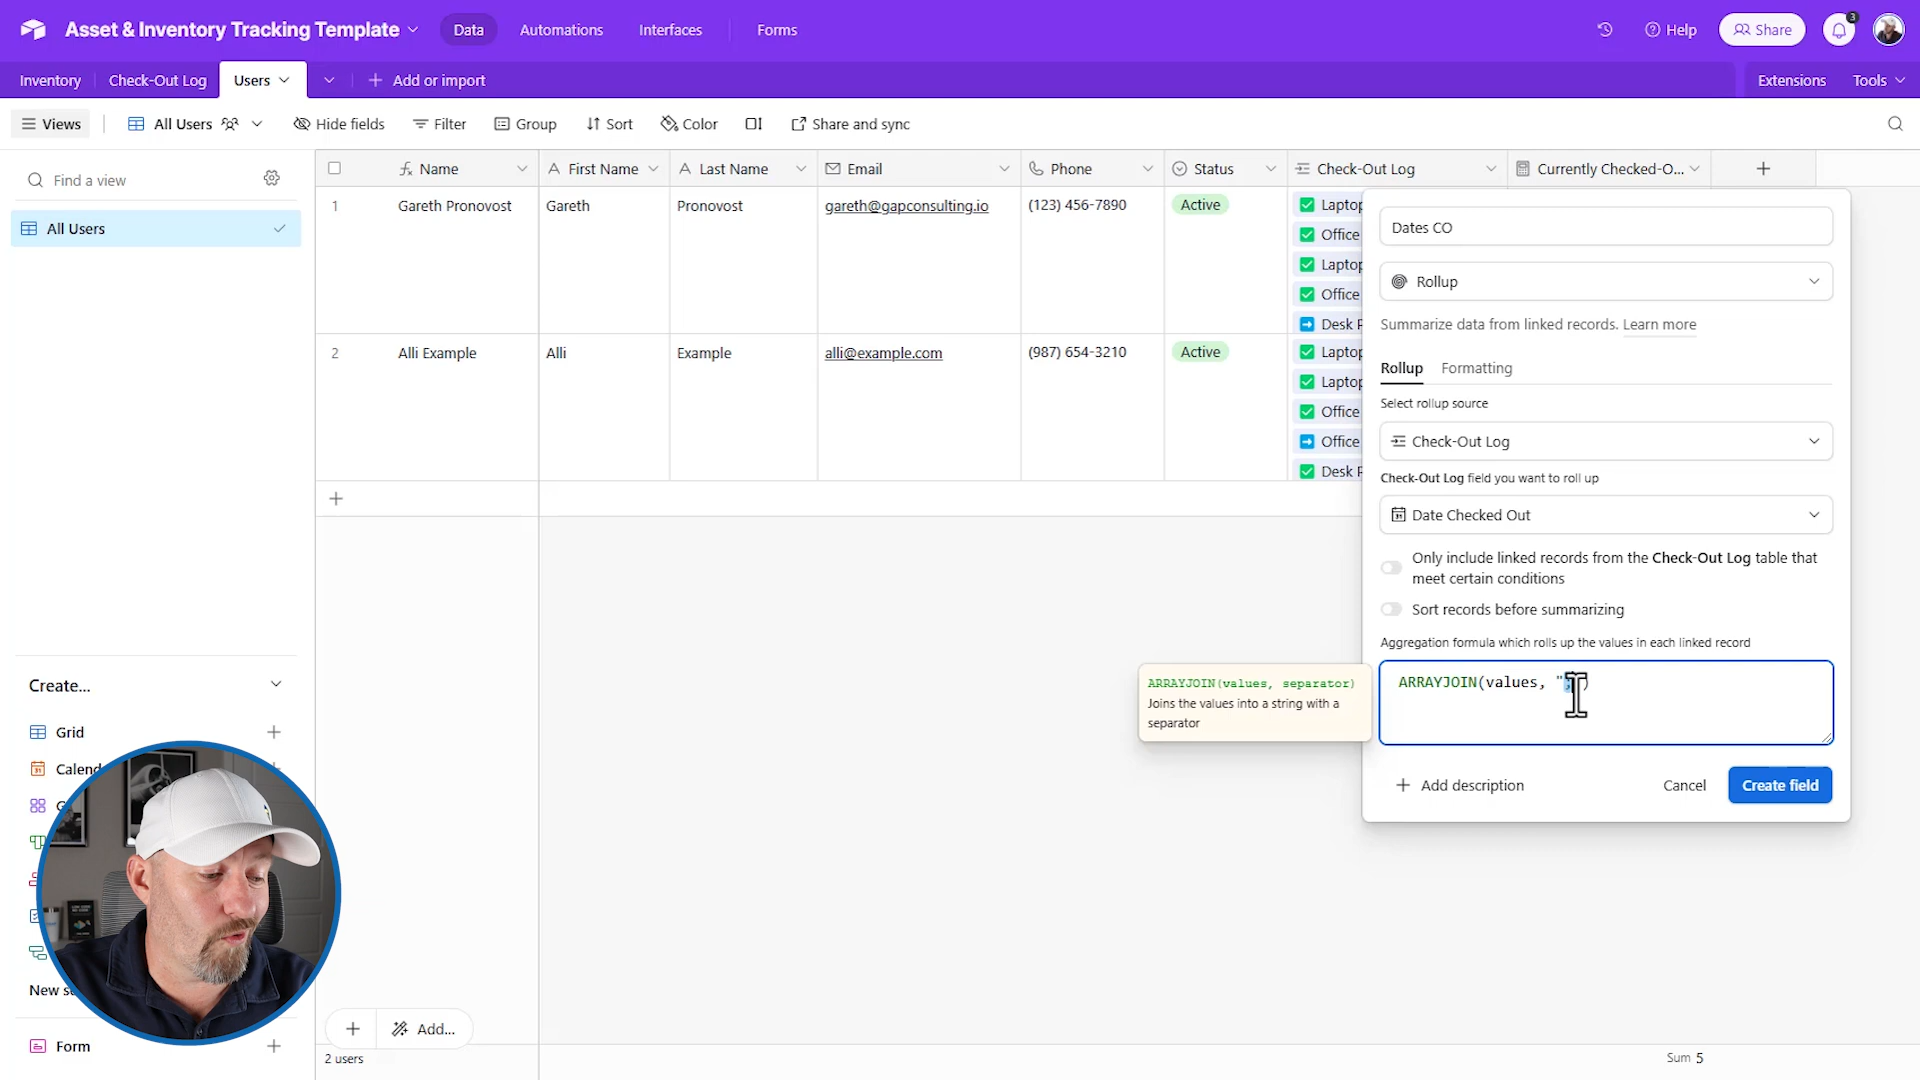 Asset & Inventory Tracking Template
Data
Automations
Interfaces
Forms
Help
Share
3
Inventory
Check-Out Log
Users
Add or import
Extensions
Tools
Views
All Users
Hide fields
Filter
Group
Sort
Color
Share and sync
Find a view
All Users
Name
First Name
Last Name
Email
Phone
Status
Check-Out Log
Currently Checked-O...
1
Gareth Pronovost
Gareth
Pronovost
gareth@gapconsulting.io
(123) 456-7890
Active
Laptop
Office
Laptop
Office
Desk P
2
Alli Example
Alli
Example
alli@example.com
(987) 654-3210
Active
Laptop
Laptop
Office
Office
Desk P
Dates CO
Rollup
Summarize data from linked records. Learn more
Rollup
Formatting
Select rollup source
Check-Out Log
Check-Out Log field you want to roll up
Date Checked Out
Only include linked records from the Check-Out Log table that
meet certain conditions
Sort records before summarizing
Aggregation formula which rolls up the values in each linked record
ARRAYJOIN(values, "
ARRAYJOIN(values, separator)
Joins the values into a string with a
separator
Add description
Cancel
Create field
Create...
Grid
Calend
New s
Form
Add...
2 users
Sum 5